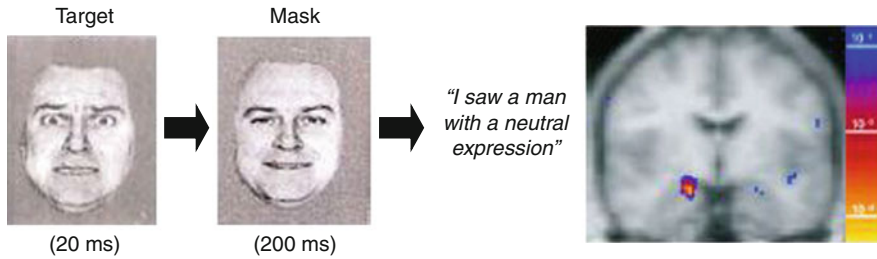 Target
Mask
(20 ms)
(200 ms)
"I saw a man
with a neutral
expression"